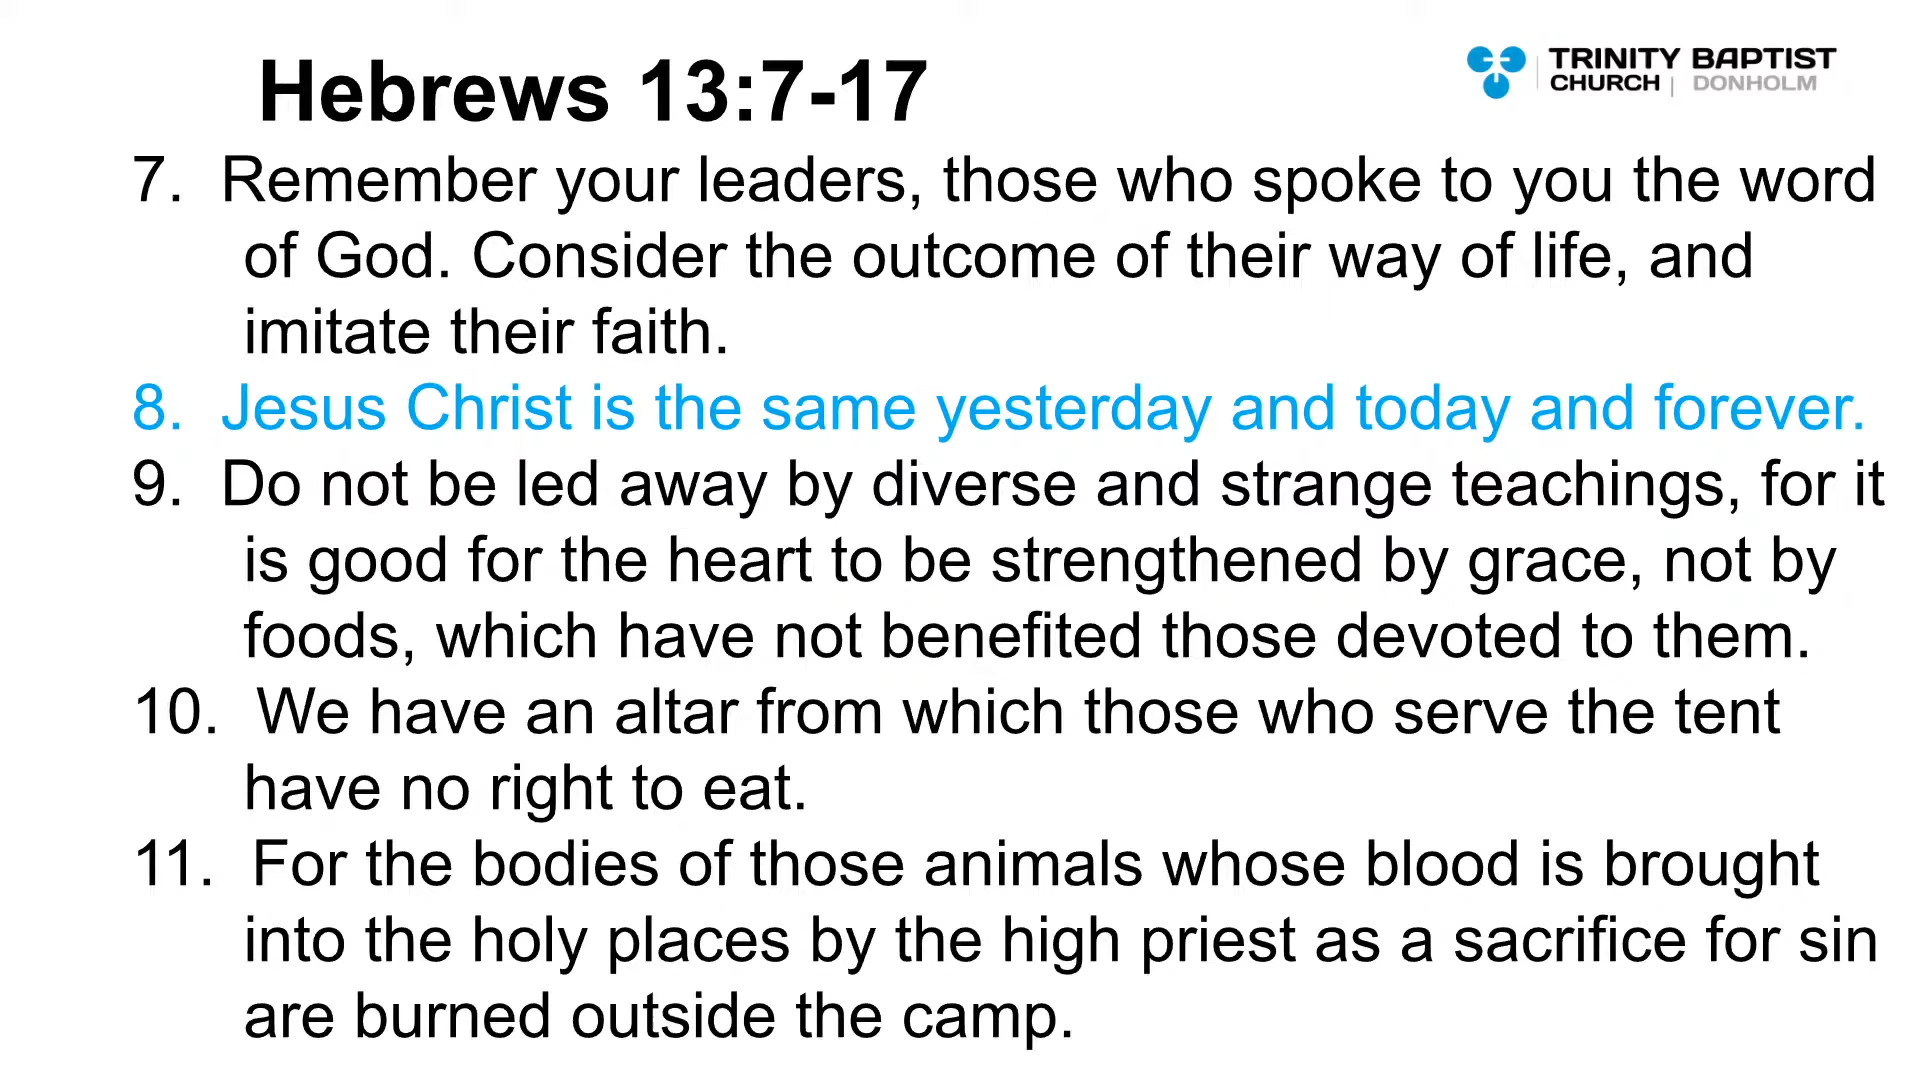 Hebrews 13:7-17
TRINITY BAPTIST
CHURCH | DONHOLM
7. Remember your leaders, those who spoke to you the word
of God. Consider the outcome of their way of life, and
imitate their faith.
8. Jesus Christ is the same yesterday and today and forever.
9. Do not be led away by diverse and strange teachings, for it
is good for the heart to be strengthened by grace, not by
foods, which have not benefited those devoted to them.
10. We have an altar from which those who serve the tent
have no right to eat.
11. For the bodies of those animals whose blood is brought
into the holy places by the high priest as a sacrifice for sin
are burned outside the camp.